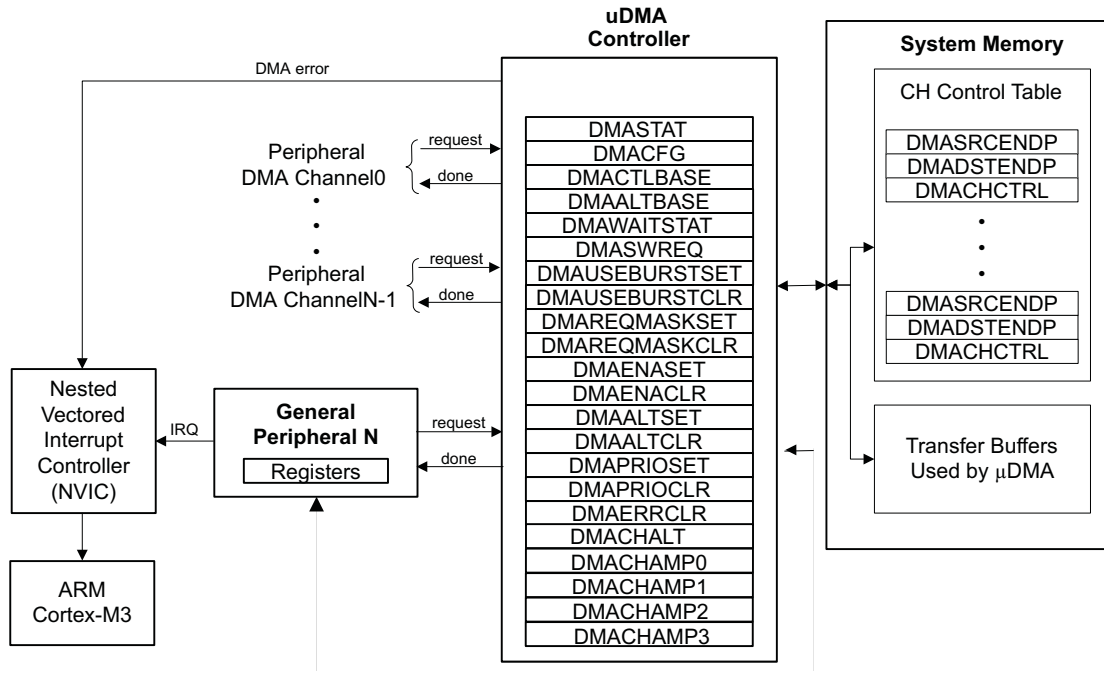 uDMA
Controller
System Memory
DMA error
CH Control Table
DMASRCENDP
DMADSTENDP
DMACHCTRL
•
•
•
DMASRCENDP
DMADSTENDP
DMACHCTRL
Transfer Buffers
Used by μDMA
Peripheral
DMA Channel0
request
done
•
•
•
Peripheral
DMA ChannelN-1
request
done
DMASTAT
DMACFG
DMACTLBASE
DMAALTBASE
DMAWAITSTAT
DMASWREQ
DMAUSEBURSTSET
DMAUSEBURSTCLR
DMAREQMASKSET
DMAREQMASKCLR
DMAENASET
DMAENACLR
DMAALTSET
DMAALTCLR
DMAPRIOSET
DMAPRIOCLR
DMAERRCLR
DMACHALT
DMACHAMP0
DMACHAMP1
DMACHAMP2
DMACHAMP3
Nested
Vectored
Interrupt
Controller
(NVIC)
IRQ
General
Peripheral N
Registers
request
done
ARM
Cortex-M3